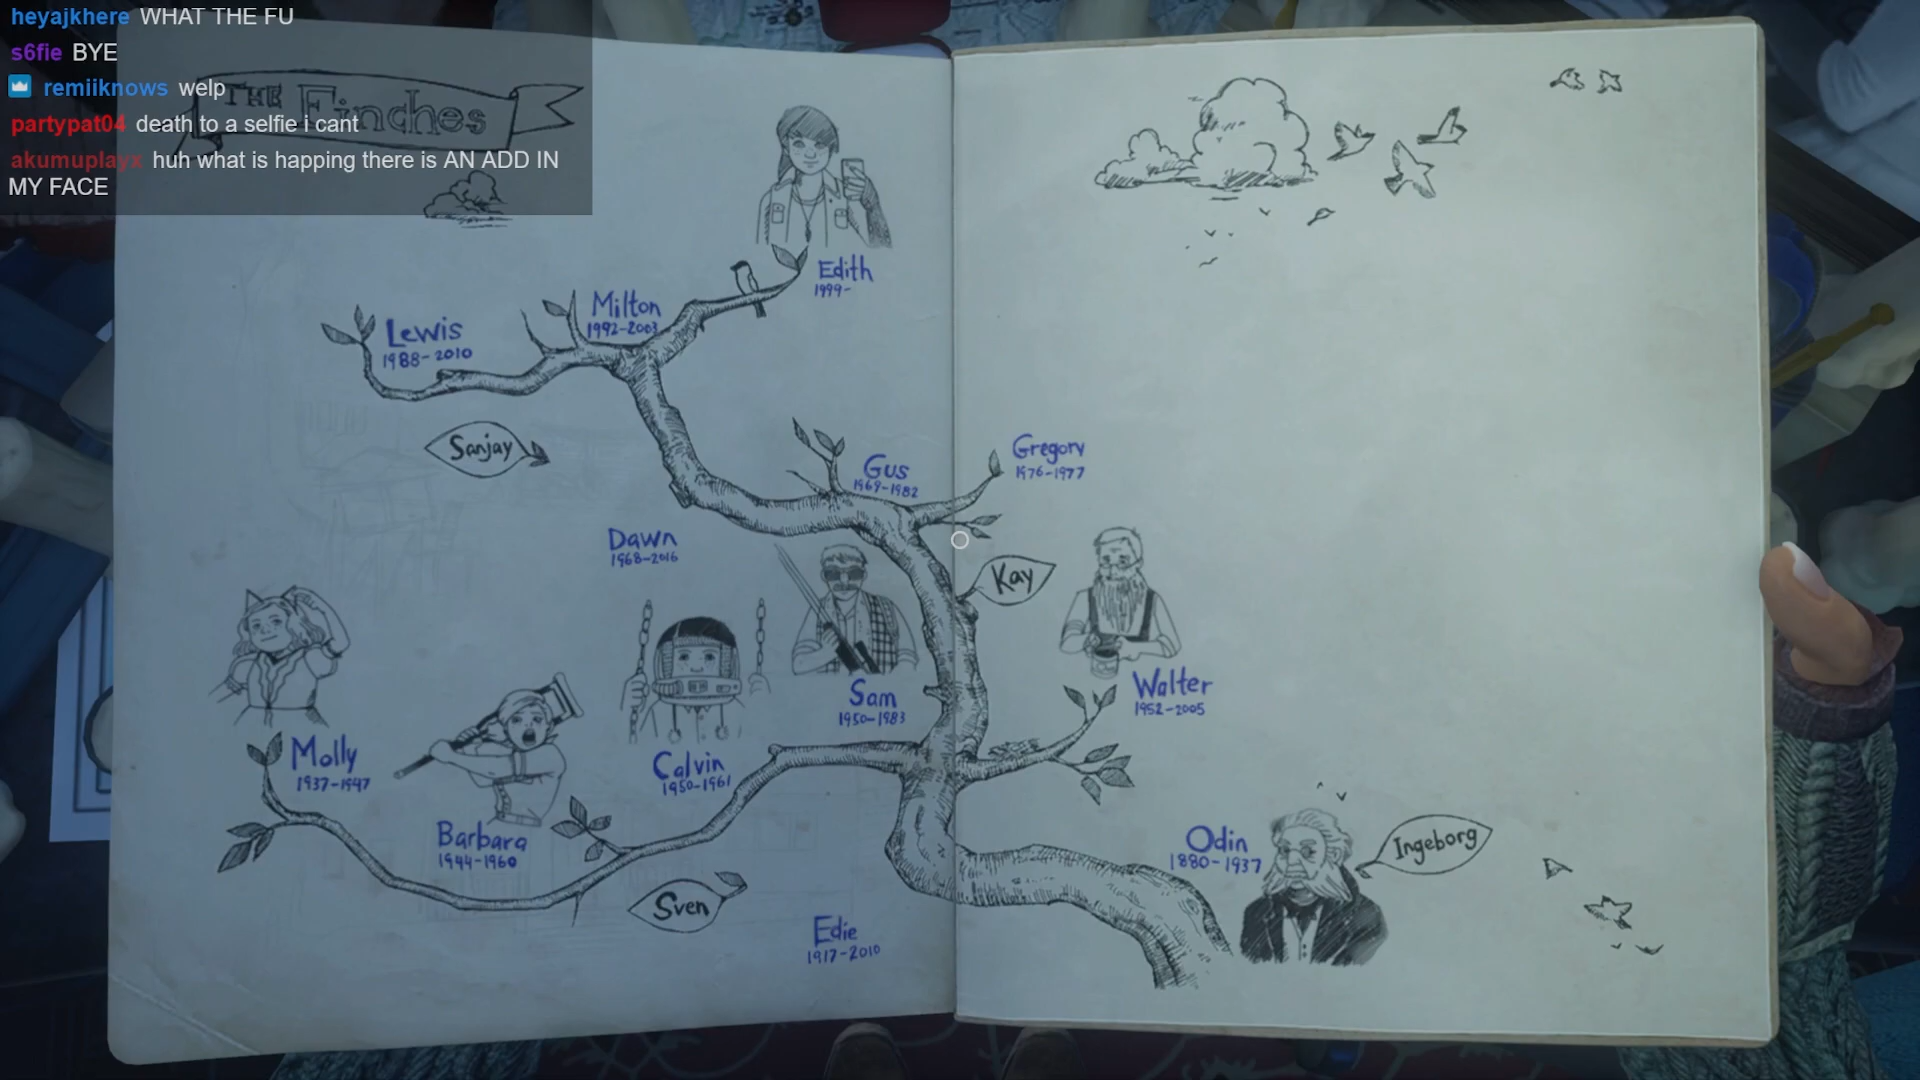 heyajkhere WHAT THE FU
s6fie BYE
remiiknows welp
partypat04 death to a selfie i cant
akumuplayx huh what is happing there is AN ADD IN
MY FACE
THE Finches
Edith
1999-
Milton
1992-2003
Lewis
1988-2010
Sanjay
Gregory
1976-1977
Gus
1969-1982
Dawn
1968-2016
Kay
Sam
1950-1983
Walter
1952-2005
Molly
1937-1947
Calvin
1950-1961
Barbara
1944-1960
Odin
1880-1937
Ingeborg
Sven
Edie
1917-2010